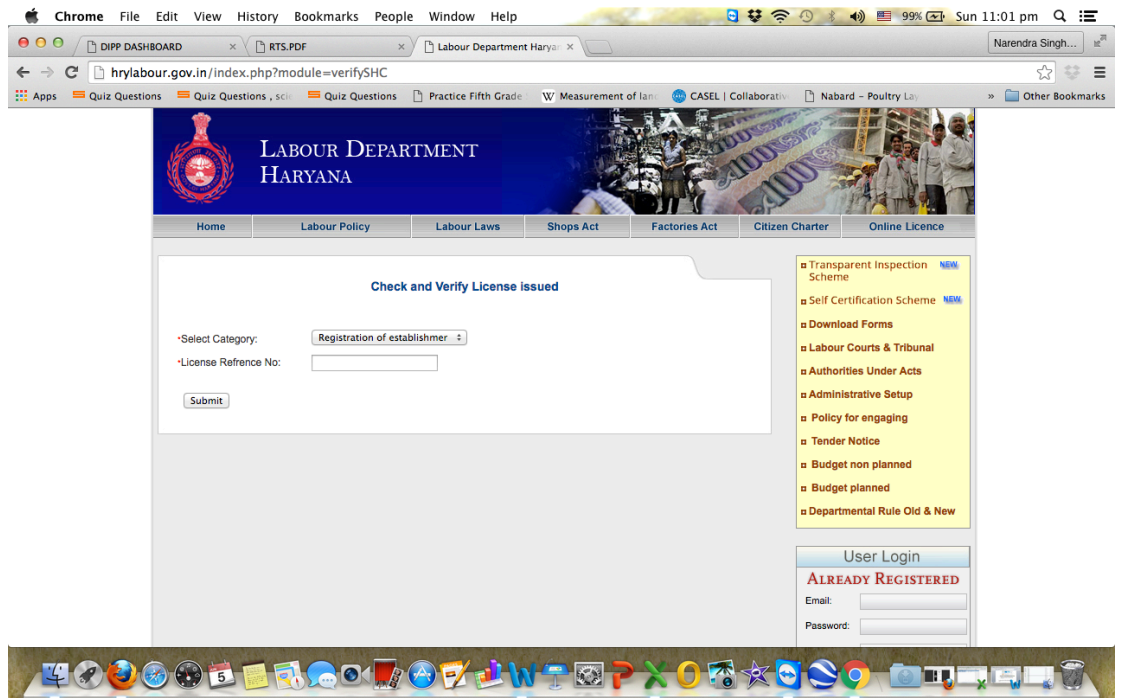 Chrome File Edit View History Bookmarks People Window Help 99% Sun 11:01 pm
DIPP DASHBOARD × RTS.PDF × Labour Department Haryan × Narendra Singh...
hrylabour.gov.in/index.php?module=verifySHC
Apps Quiz Questions Quiz Questions , scie Quiz Questions Practice Fifth Grade Measurement of land CASEL | Collaborativ Nabard – Poultry Lay » Other Bookmarks
LABOUR DEPARTMENT
HARYANA
Home Labour Policy Labour Laws Shops Act Factories Act Citizen Charter Online Licence
Check and Verify License issued
*Select Category: Registration of establishmer
*License Refrence No:
Submit
Transparent Inspection NEW
Scheme
Self Certification Scheme NEW
Download Forms
Labour Courts & Tribunal
Authorities Under Acts
Administrative Setup
Policy for engaging
Tender Notice
Budget non planned
Budget planned
Departmental Rule Old & New
User Login
ALREADY REGISTERED
Email:
Password:
5